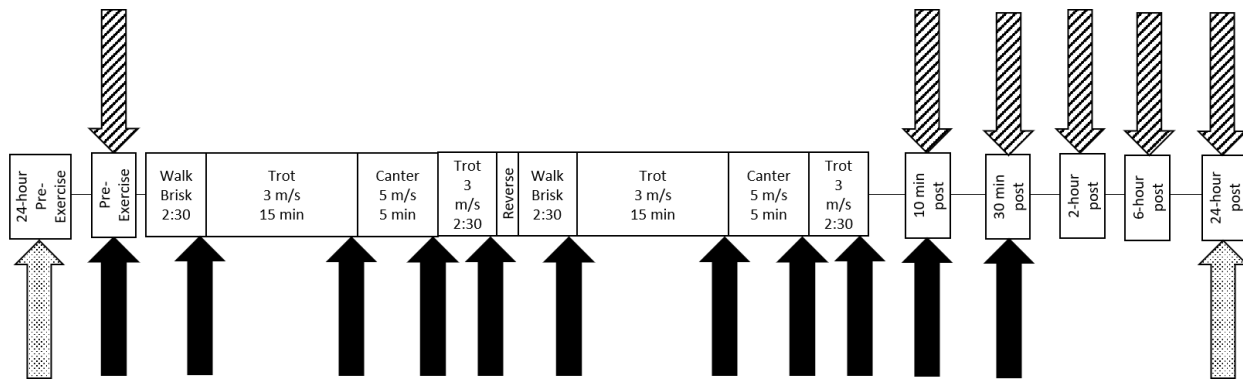 24-hour
Pre-
Exercise
Pre-
Exercise
Walk
Brisk
2:30
Trot
3 m/s
15 min
Canter
5 m/s
5 min
Trot
3
m/s
2:30
Reverse
Walk
Brisk
2:30
Trot
3 m/s
15 min
Canter
5 m/s
5 min
Trot
3
m/s
2:30
10 min
post
30 min
post
2-hour
post
6-hour
post
24-hour
post